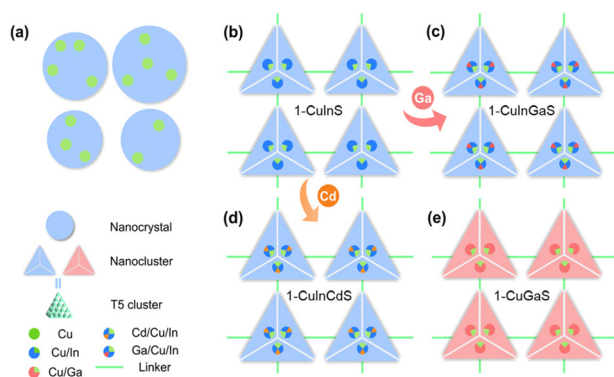 (a)
(b)
(c)
1-CuInS
Ga
1-CuInGaS
Cd
(d)
(e)
1-CuInCdS
1-CuGaS
Nanocrystal
Nanocluster
T5 cluster
Cu
Cd/Cu/In
Cu/In
Ga/Cu/In
Cu/Ga
Linker